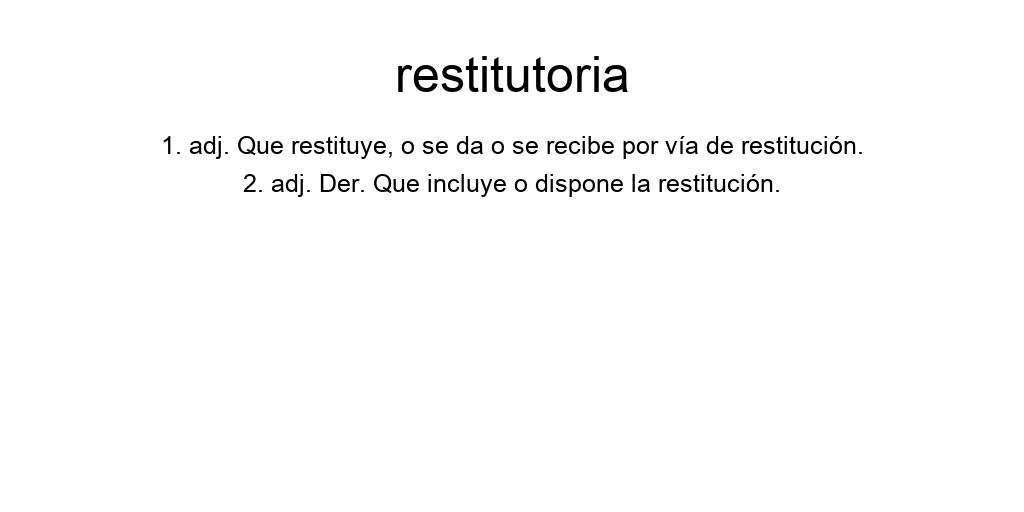 restitutoria
1. adj. Que restituye, o se da o se recibe por vía de restitución.
2. adj. Der. Que incluye o dispone la restitución.